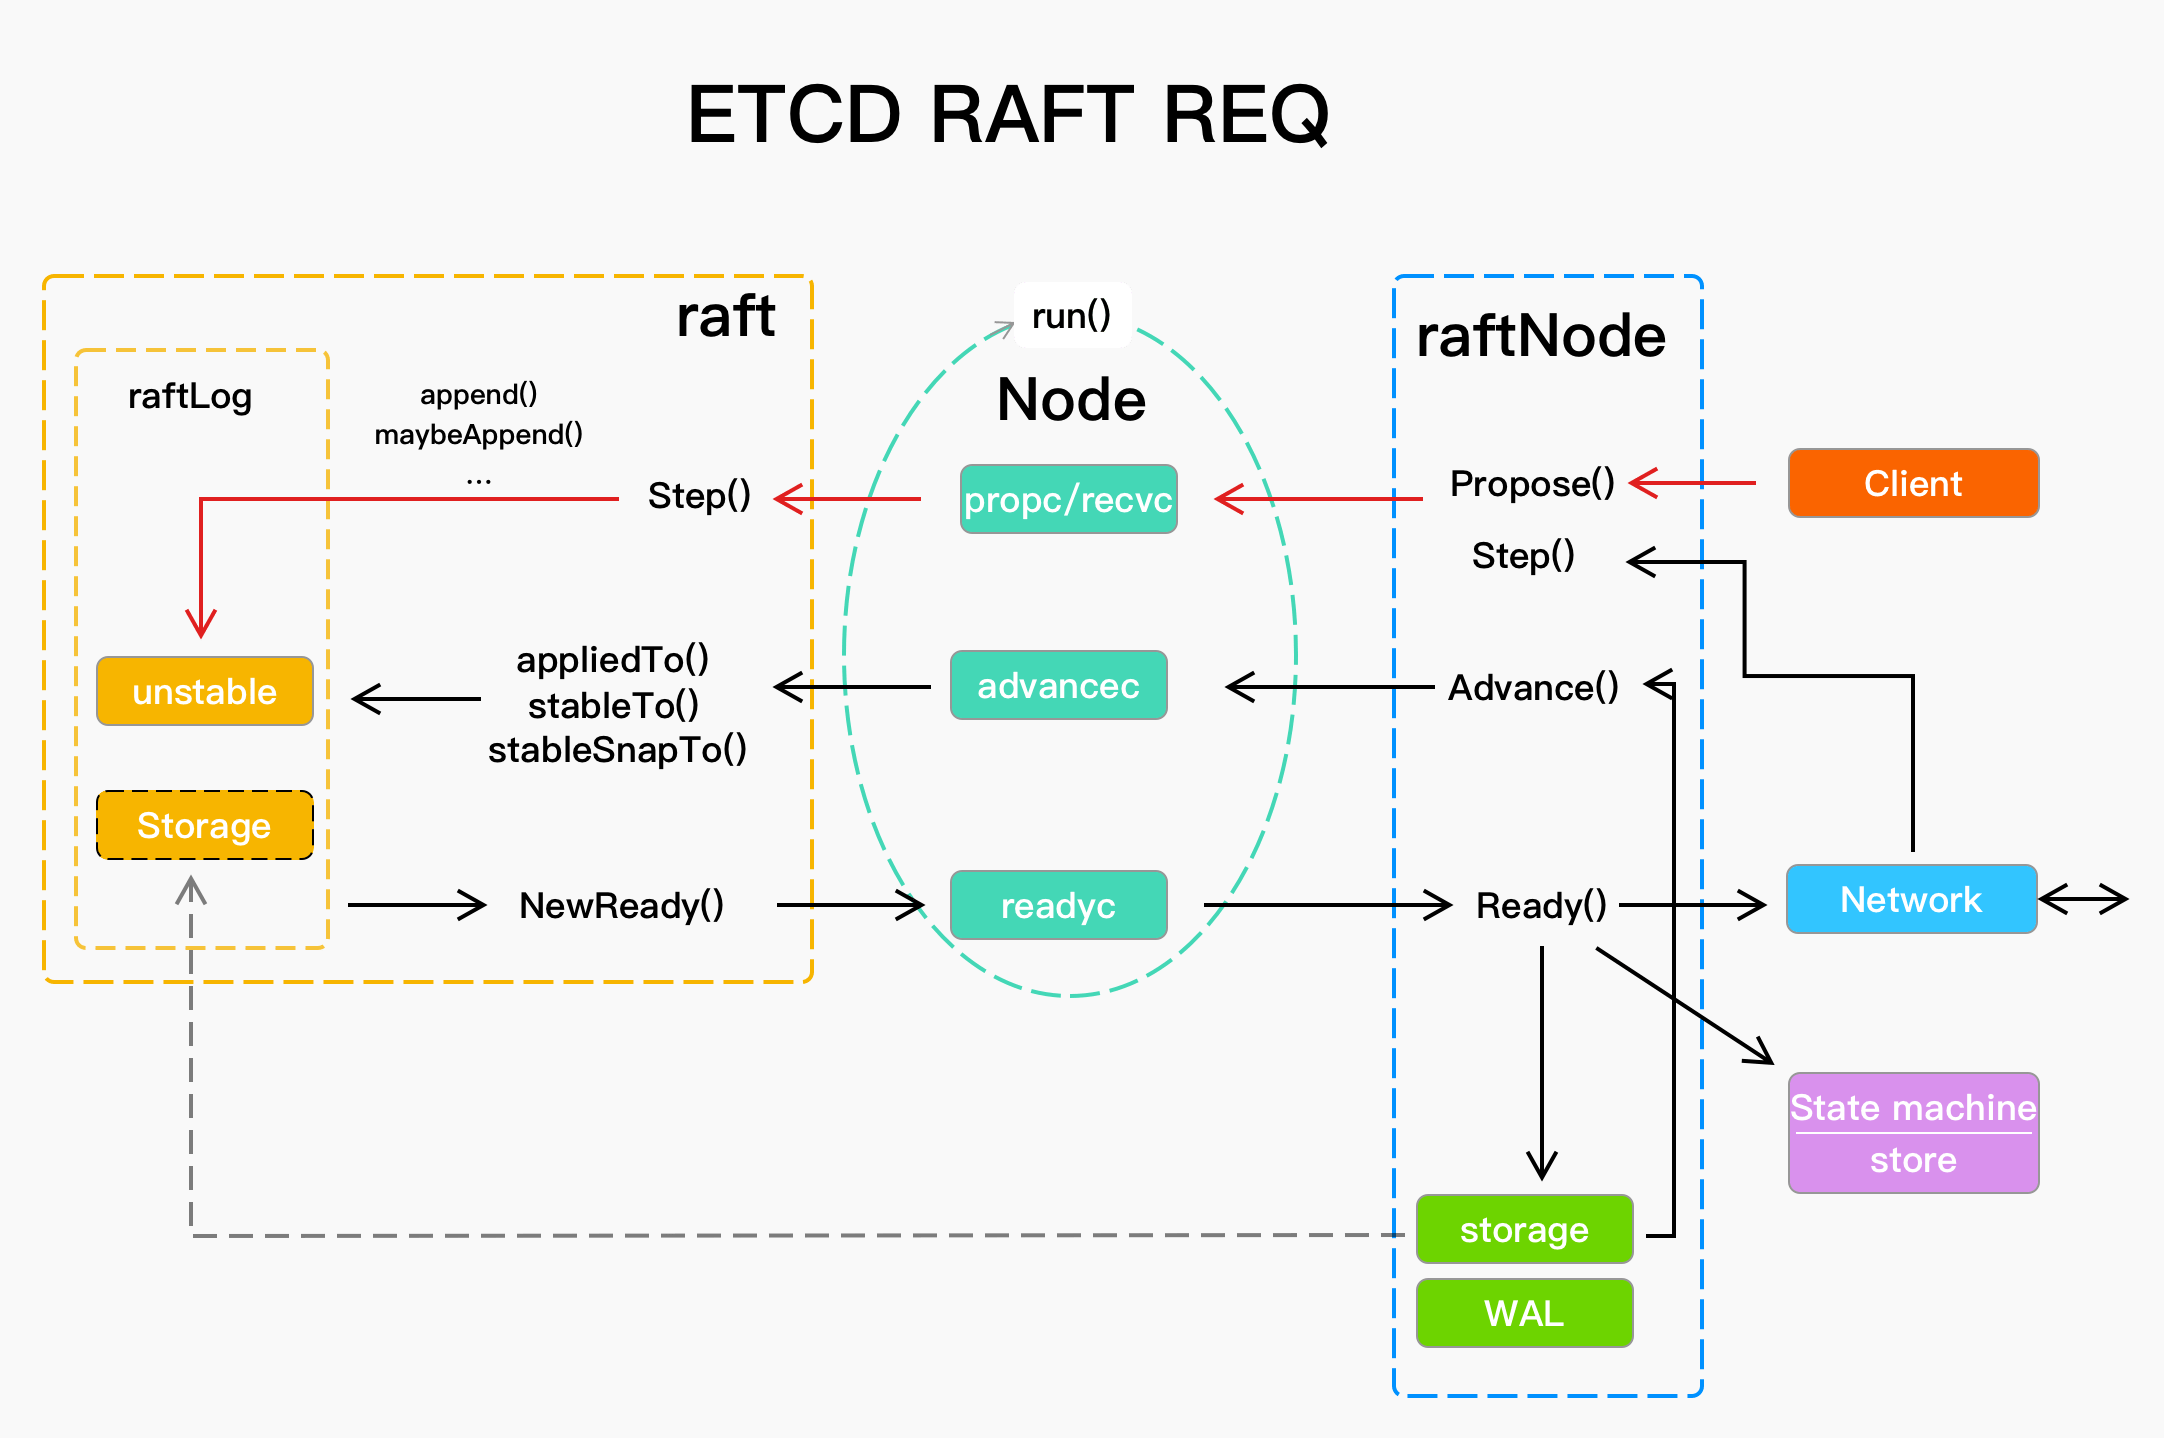 ETCD RAFT REQ
raft
raftLog
append()
maybeAppend()
...
Step()
unstable
appliedTo()
stableTo()
stableSnapTo()
Storage
NewReady()
run()
Node
propc/recvc
advancec
readyc
raftNode
Propose()
Step()
Advance()
Ready()
storage
WAL
Client
Network
State machine
store